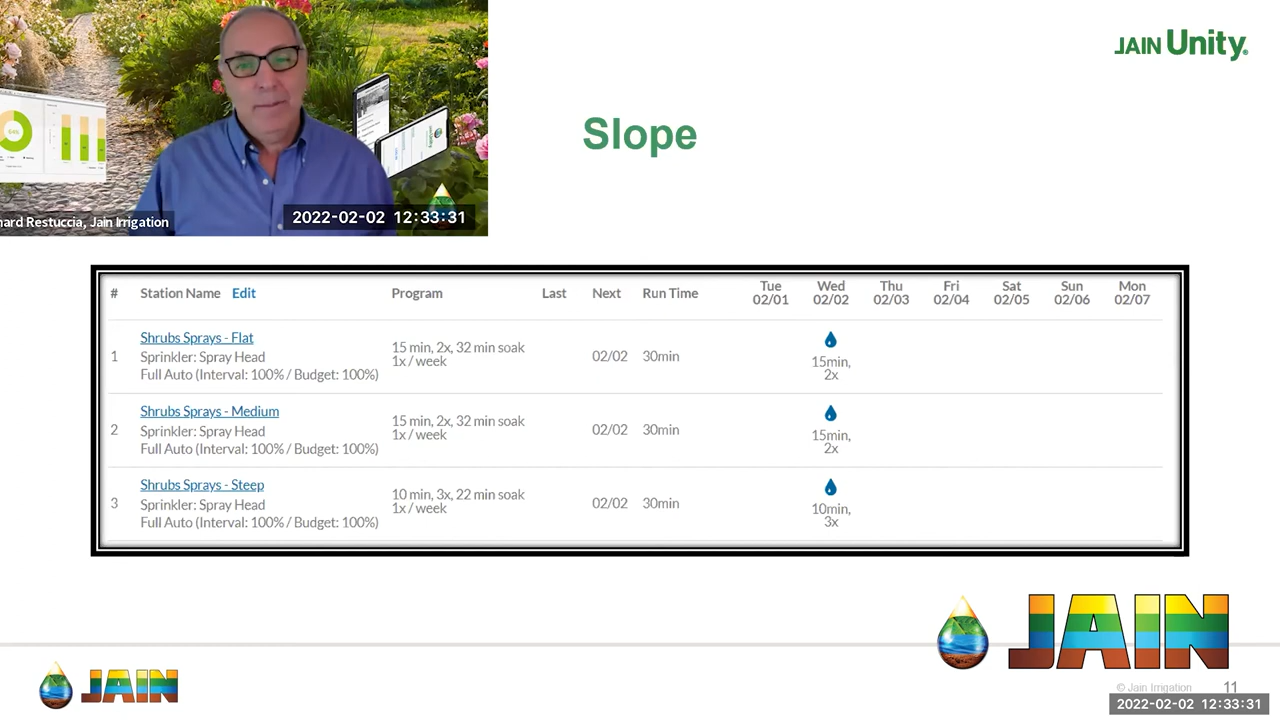 JAIN Unity®
Slope
hard Restuccia, Jain Irrigation
2022-02-02 12:33:31
# Station Name Edit Program Last Next Run Time Tue 02/01 Wed 02/02 Thu 02/03 Fri 02/04 Sat 02/05 Sun 02/06 Mon 02/07
1
Shrubs Sprays - Flat
Sprinkler: Spray Head
Full Auto (Interval: 100% / Budget: 100%)
15 min, 2x, 32 min soak
1x / week
02/02
30min
15min,
2x
2
Shrubs Sprays - Medium
Sprinkler: Spray Head
Full Auto (Interval: 100% / Budget: 100%)
15 min, 2x, 32 min soak
1x / week
02/02
30min
15min,
2x
3
Shrubs Sprays - Steep
Sprinkler: Spray Head
Full Auto (Interval: 100% / Budget: 100%)
10 min, 3x, 22 min soak
1x / week
02/02
30min
10min,
3x
JAIN
JAIN
© Jain Irrigation
11
2022-02-02 12:33:31